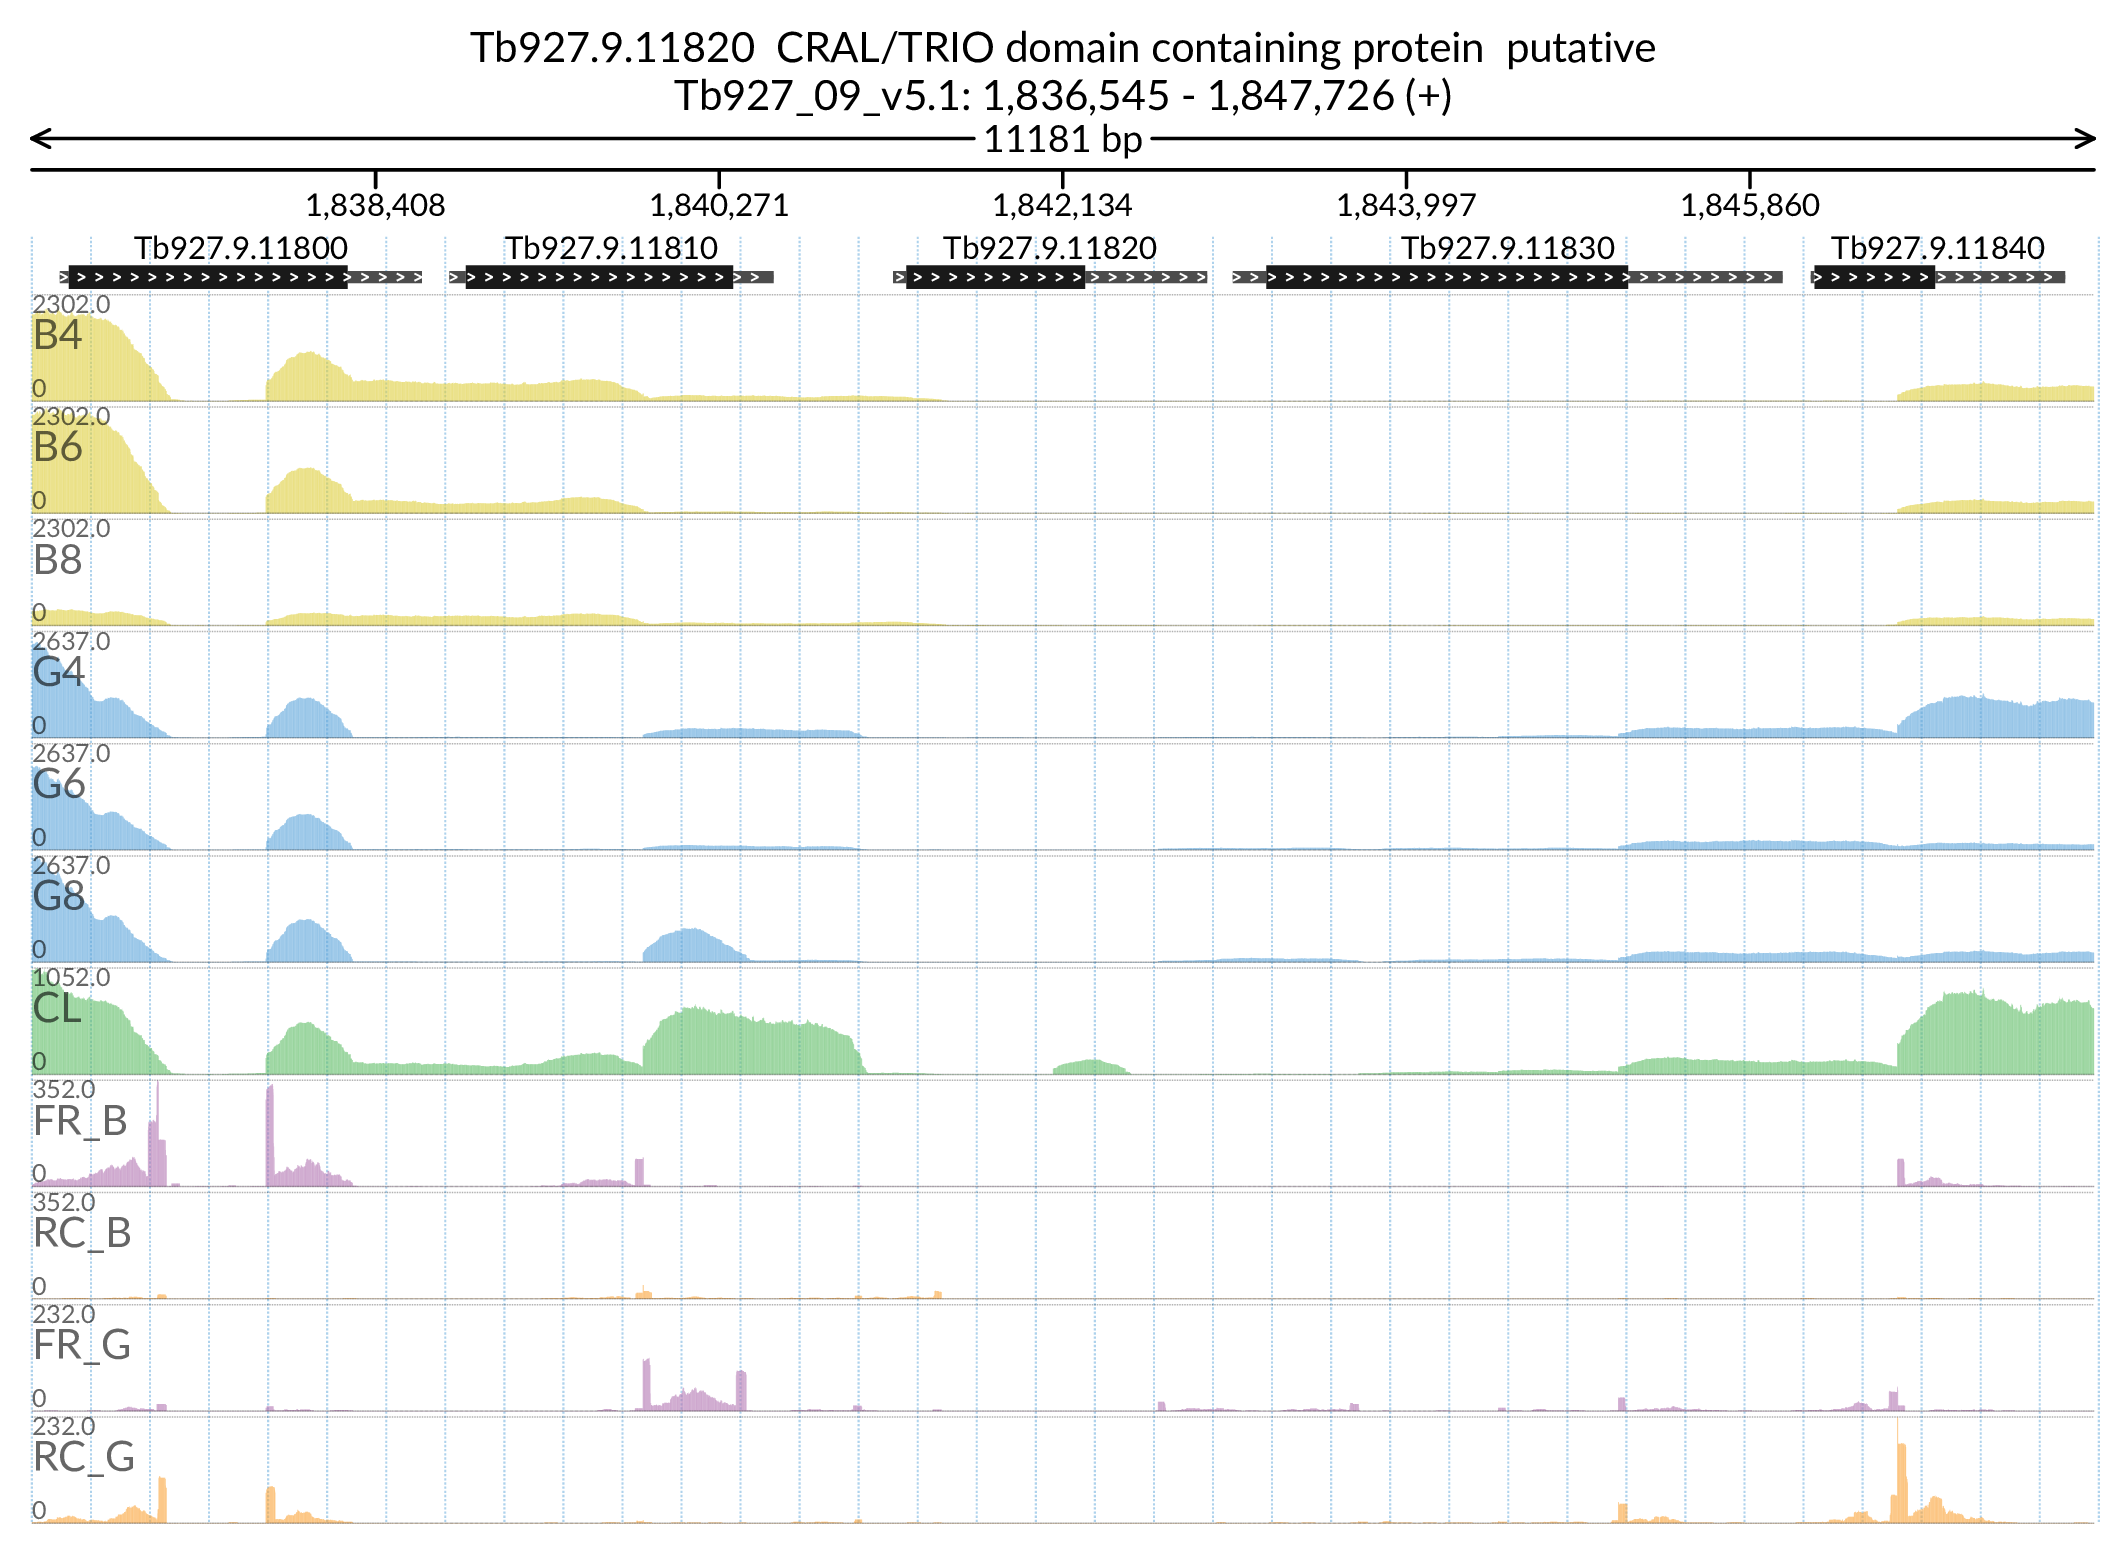 Tb927.9.11820  CRAL/TRIO domain containing protein  putative
Tb927_09_v5.1: 1,836,545 - 1,847,726 (+)
11181 bp
1,838,408 1,840,271 1,842,134 1,843,997 1,845,860
Tb927.9.11800 Tb927.9.11810 Tb927.9.11820 Tb927.9.11830 Tb927.9.11840
2302.0
B4
0
2302.0
B6
0
2302.0
B8
0
2637.0
G4
0
2637.0
G6
0
2637.0
G8
0
1052.0
CL
0
352.0
FR_B
0
352.0
RC_B
0
232.0
FR_G
0
232.0
RC_G
0